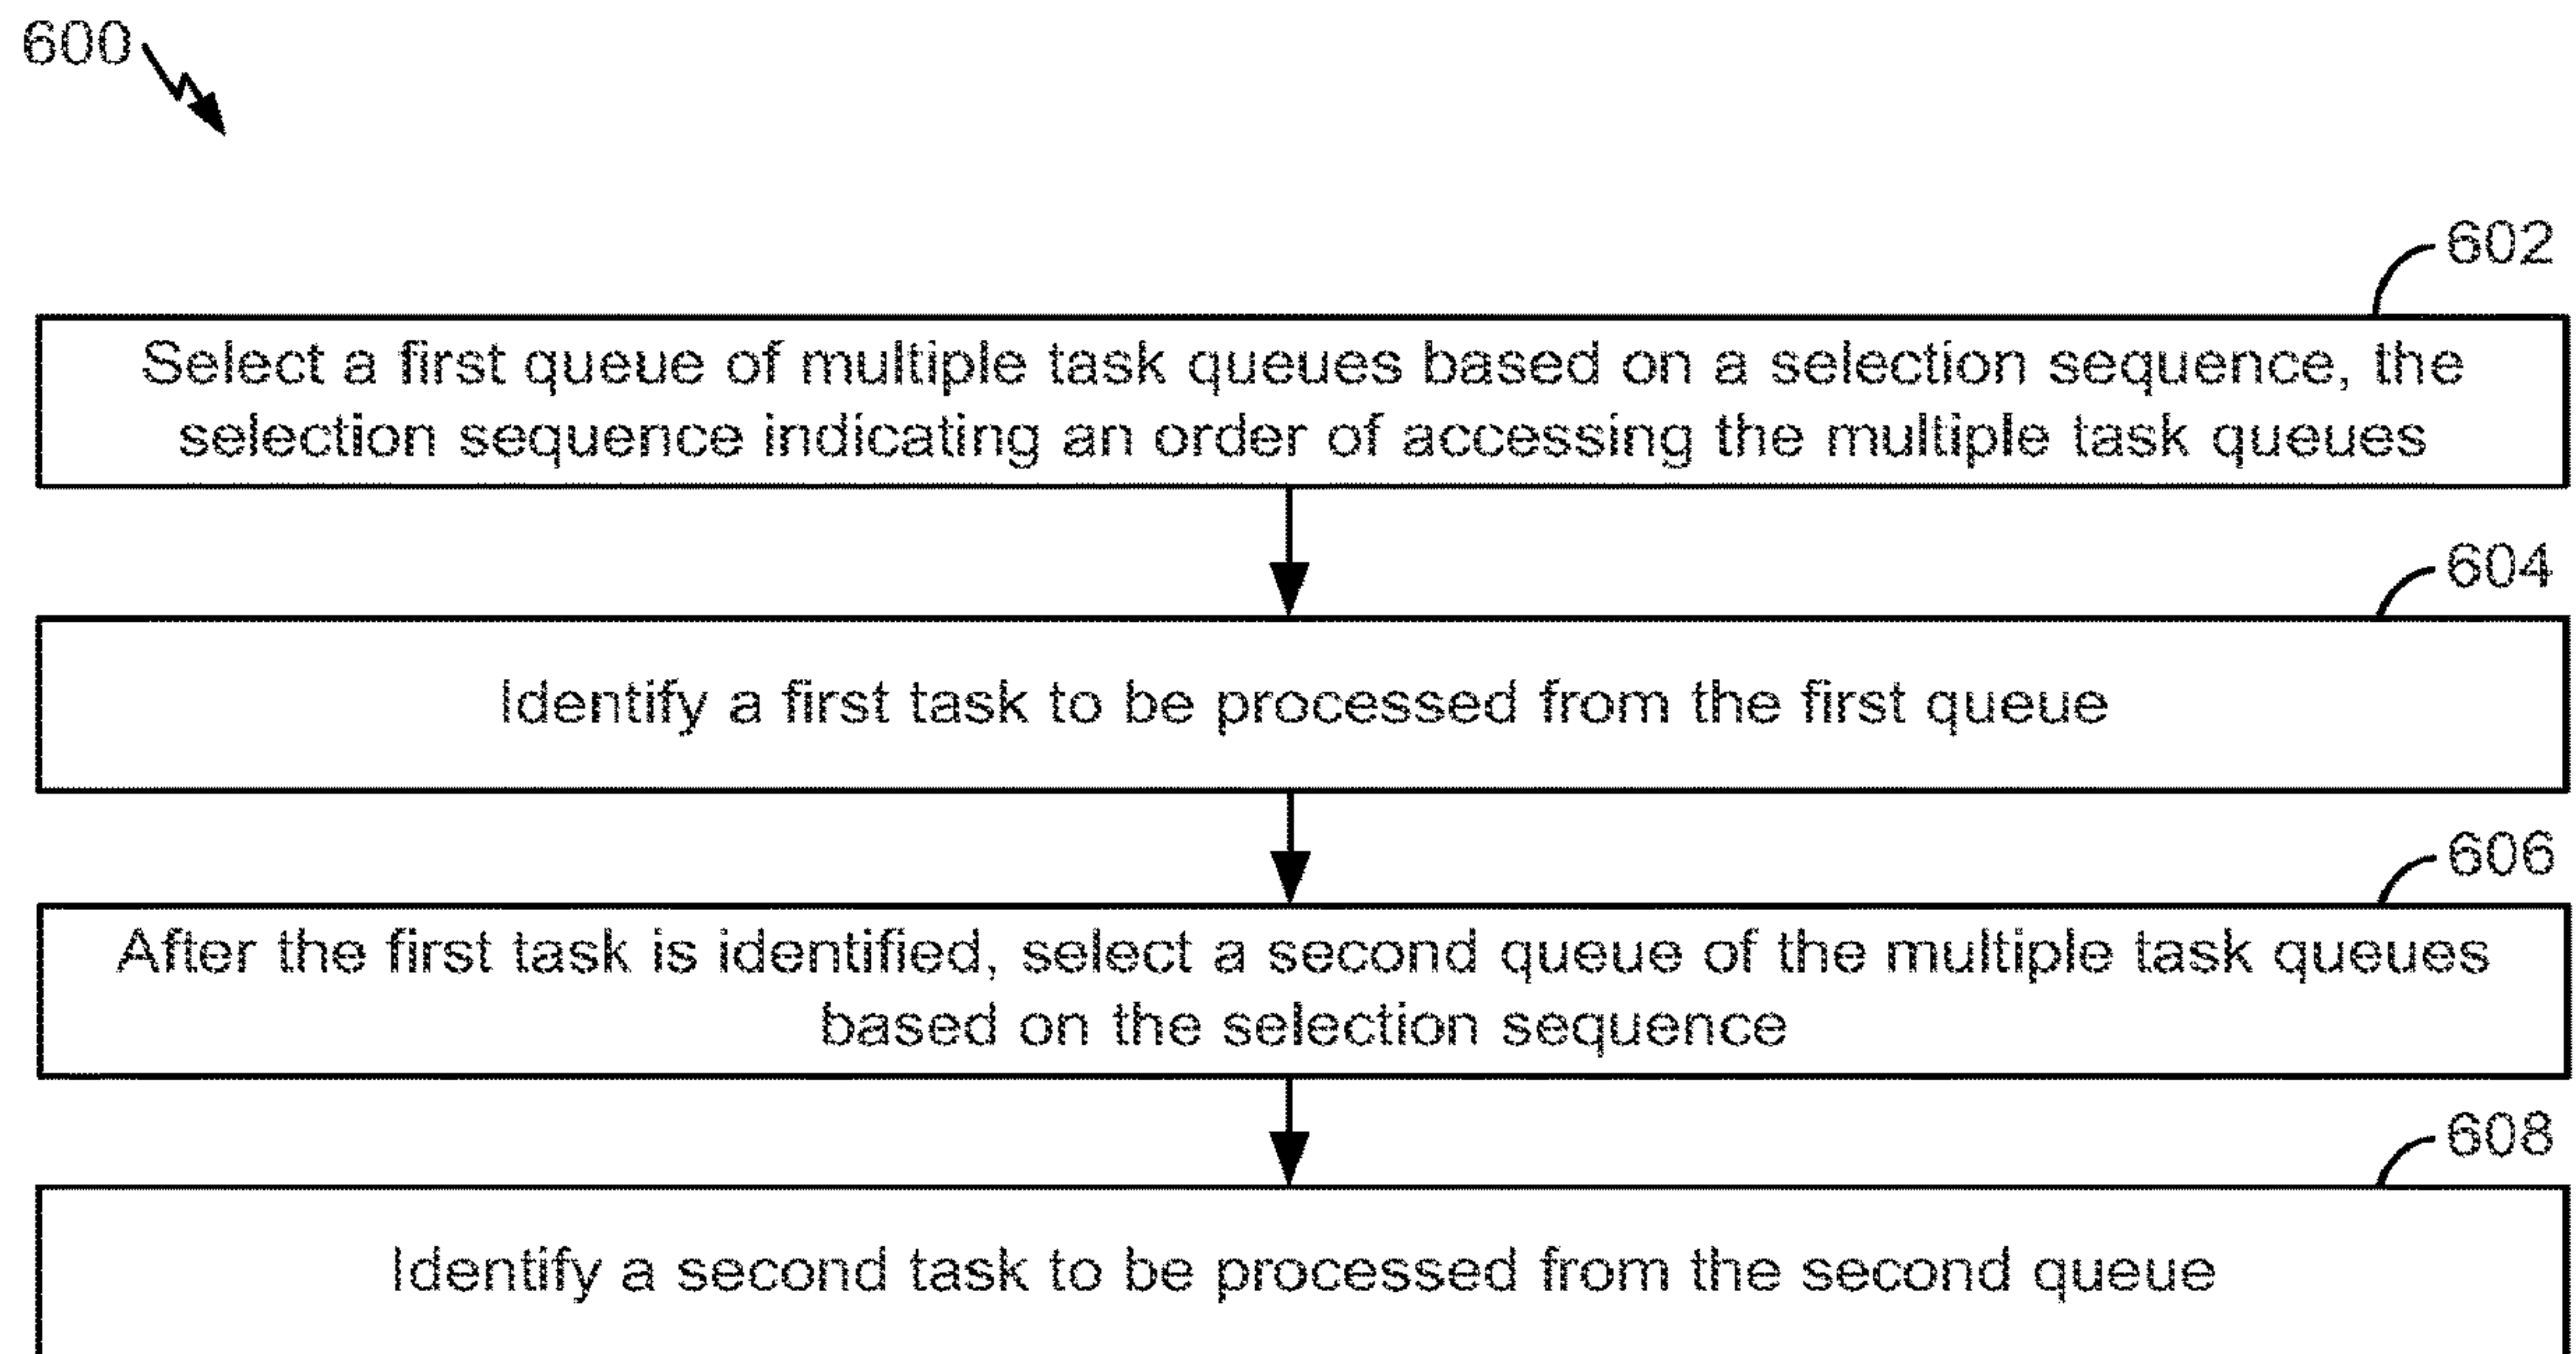 600
602
Select a first queue of multiple task queues based on a selection sequence, the
selection sequence indicating an order of accessing the multiple task queues
604
Identify a first task to be processed from the first queue
606
After the first task is identified, select a second queue of the multiple task queues
based on the selection sequence
608
Identify a second task to be processed from the second queue